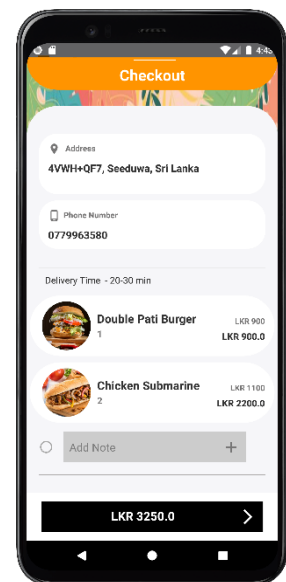 4:43
Checkout
Address
4VWH+QF7, Seeduwa, Sri Lanka
Phone Number
0779963580
Delivery Time - 20-30 min
Double Pati Burger
LKR 900
1
LKR 900.0
Chicken Submarine
LKR 1100
2
LKR 2200.0
Add Note
+
LKR 3250.0